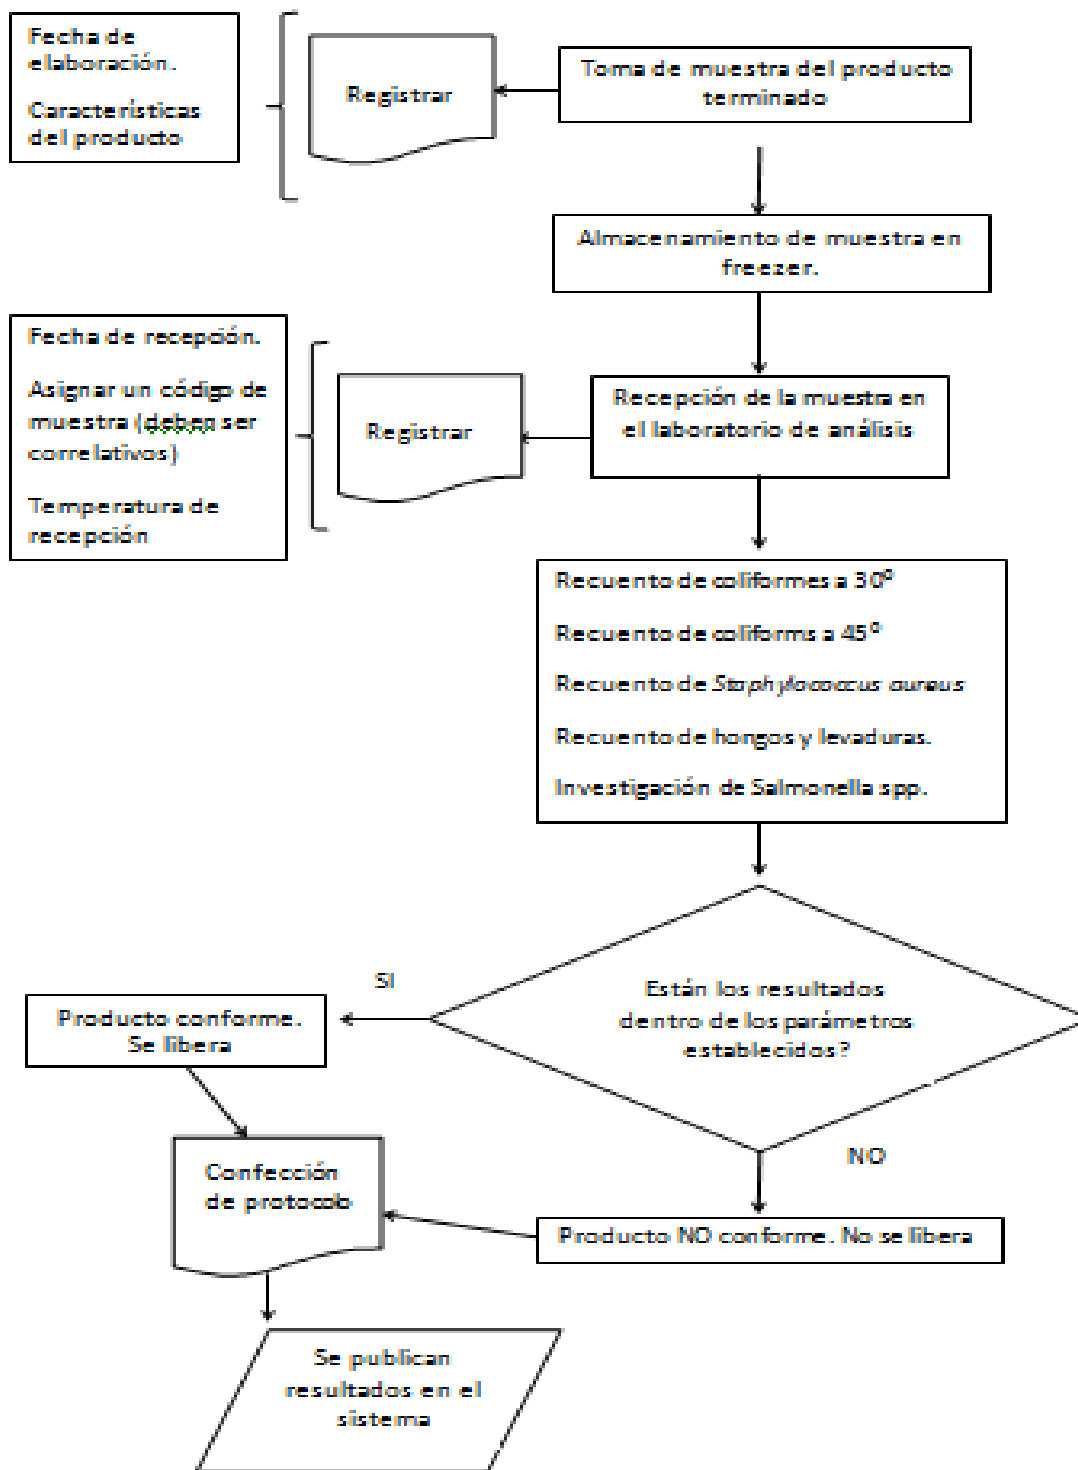 Fecha de
elaboración.
Características
del producto
Registrar
Toma de muestra del producto
terminado
Almacenamiento de muestra en
freezer.
Fecha de recepción.
Asignar un código de
muestra (deben ser
correlativos)
Temperatura de
recepción
Registrar
Recepción de la muestra en
el laboratorio de análisis
Recuento de coliformes a 30º
Recuento de coliforms a 45º
Recuento de Staphylococcus aureus
Recuento de hongos y levaduras.
Investigación de Salmonella spp.
Están los resultados
dentro de los parámetros
establecidos?
SI
Producto conforme.
Se libera
NO
Confección
de protocolo
Producto NO conforme. No se libera
Se publican
resultados en el
sistema